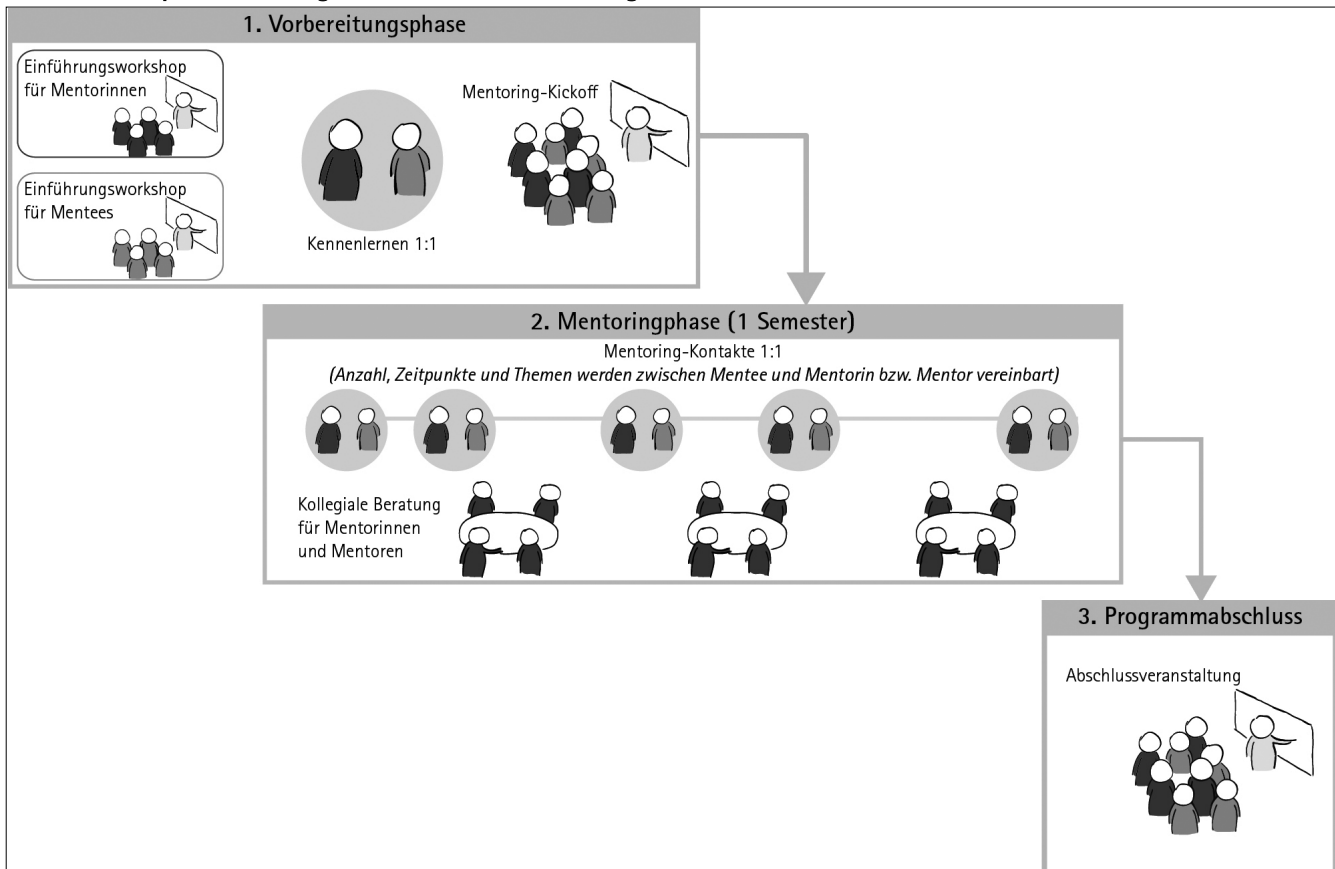 1. Vorbereitungsphase
Einführungsworkshop
für Mentorinnen
Einführungsworkshop
für Mentees
Kennenlernen 1:1
Mentoring-Kickoff
2. Mentoringphase (1 Semester)
Mentoring-Kontakte 1:1
(Anzahl, Zeitpunkte und Themen werden zwischen Mentee und Mentorin bzw. Mentor vereinbart)
Kollegiale Beratung
für Mentorinnen
und Mentoren
3. Programmabschluss
Abschlussveranstaltung